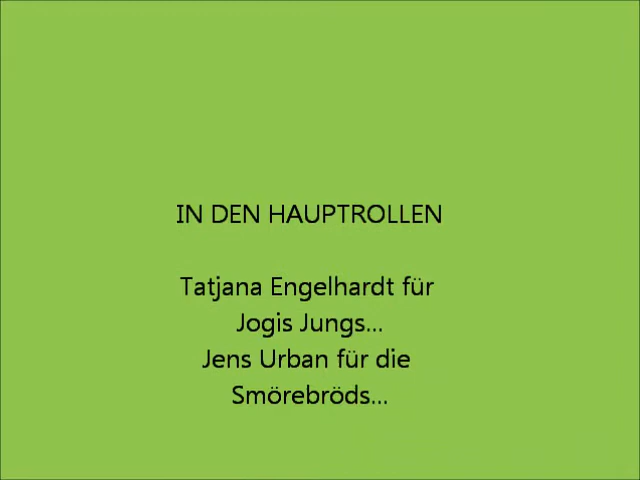 IN DEN HAUPTROLLEN
Tatjana Engelhardt für
Jogis Jungs...
Jens Urban für die
Smörebröds...